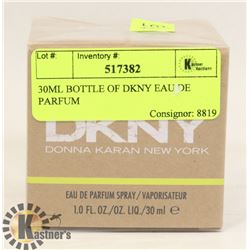 Lot #:
Inventory #:
Kastner Auctions
517382
30ML BOTTLE OF DKNY EAU DE
PARFUM
Consignor: 8819
DKNY
DONNA KARAN NEW YORK
EAU DE PARFUM SPRAY / VAPORISATEUR
1.0 FL. OZ./OZ. LIQ./30 ml e
Kastner's